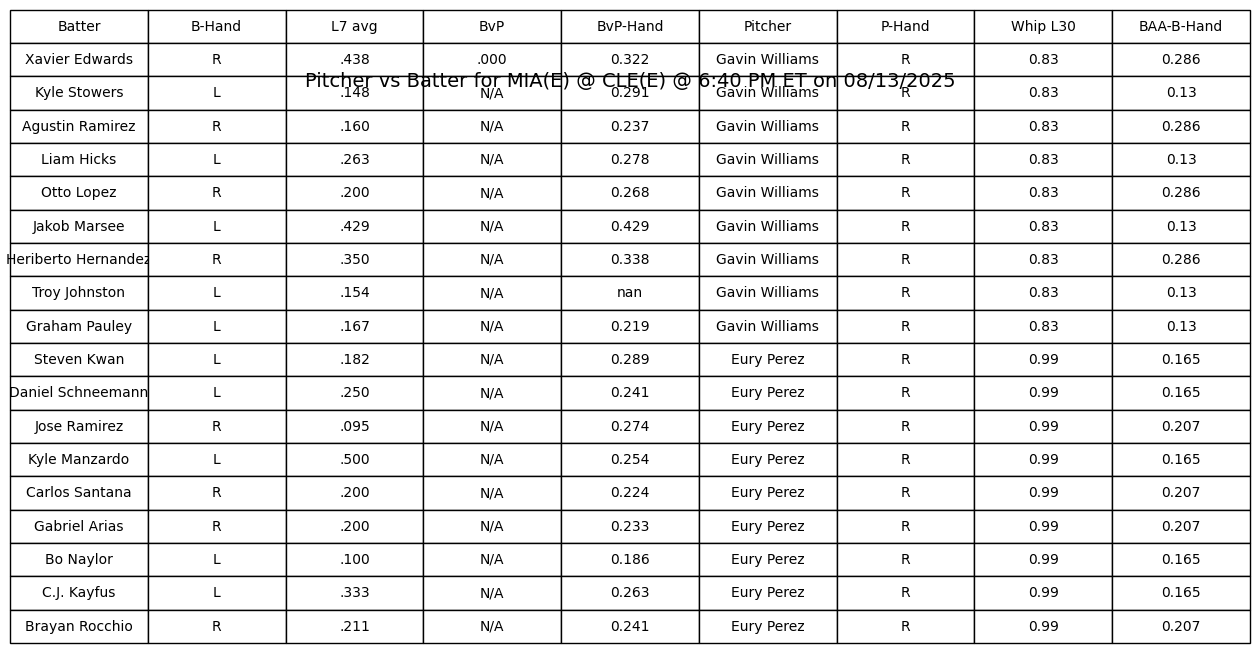 Batter B-Hand L7 avg BvP BvP-Hand Pitcher P-Hand Whip L30 BAA-B-Hand
Xavier Edwards R .438 .000 0.322 Gavin Williams R 0.83 0.286
Pitcher vs Batter for MIA(E) @ CLE(E) @ 6:40 PM ET on 08/13/2025
Kyle Stowers L .148 N/A 0.291 Gavin Williams R 0.83 0.13
Agustin Ramirez R .160 N/A 0.237 Gavin Williams R 0.83 0.286
Liam Hicks L .263 N/A 0.278 Gavin Williams R 0.83 0.13
Otto Lopez R .200 N/A 0.268 Gavin Williams R 0.83 0.286
Jakob Marsee L .429 N/A 0.429 Gavin Williams R 0.83 0.13
Heriberto Hernandez R .350 N/A 0.338 Gavin Williams R 0.83 0.286
Troy Johnston L .154 N/A nan Gavin Williams R 0.83 0.13
Graham Pauley L .167 N/A 0.219 Gavin Williams R 0.83 0.13
Steven Kwan L .182 N/A 0.289 Eury Perez R 0.99 0.165
Daniel Schneemann L .250 N/A 0.241 Eury Perez R 0.99 0.165
Jose Ramirez R .095 N/A 0.274 Eury Perez R 0.99 0.207
Kyle Manzardo L .500 N/A 0.254 Eury Perez R 0.99 0.165
Carlos Santana R .200 N/A 0.224 Eury Perez R 0.99 0.207
Gabriel Arias R .200 N/A 0.233 Eury Perez R 0.99 0.207
Bo Naylor L .100 N/A 0.186 Eury Perez R 0.99 0.165
C.J. Kayfus L .333 N/A 0.263 Eury Perez R 0.99 0.165
Brayan Rocchio R .211 N/A 0.241 Eury Perez R 0.99 0.207